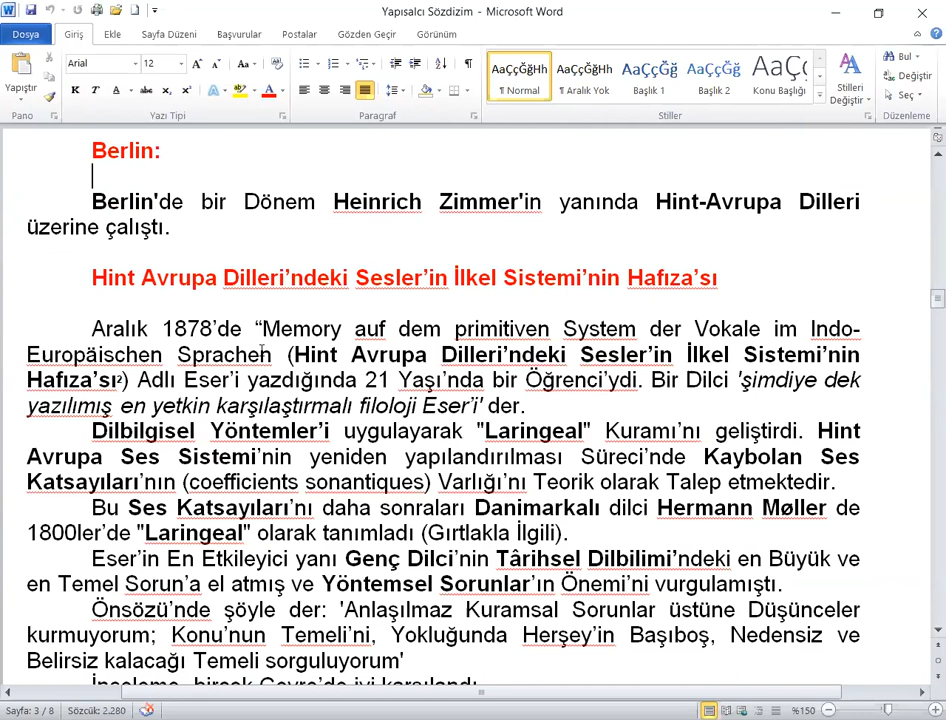 Yapısalcı Sözdizim - Microsoft Word
Dosya Giriş Ekle Sayfa Düzeni Başvurular Postalar Gözden Geçir Görünüm
Arial 12
AaÇçĞğHh AaÇçĞğHh AaÇçĞğ AaÇçĞğ AaÇç
Bul
Değiştir
Seç
Yapıştır
K T A abc x₂ x²
¶ Normal ¶ Aralık Yok Başlık 1 Başlık 2 Konu Başlığı
Stilleri Değiştir
Pano Yazı Tipi Paragraf Stiller Düzenleme
Berlin:
Berlin'de bir Dönem Heinrich Zimmer'in yanında Hint-Avrupa Dilleri
üzerine çalıştı.
Hint Avrupa Dilleri’ndeki Sesler’in İlkel Sistemi’nin Hafıza’sı
Aralık 1878’de “Memory auf dem primitiven System der Vokale im Indo-
Europäischen Sprachen (Hint Avrupa Dilleri’ndeki Sesler’in İlkel Sistemi’nin
Hafıza’sı²) Adlı Eser’i yazdığında 21 Yaşı’nda bir Öğrenci’ydi. Bir Dilci 'şimdiye dek
yazılımış en yetkin karşılaştırmalı filoloji Eser’i' der.
Dilbilgisel Yöntemler’i uygulayarak "Laringeal" Kuramı’nı geliştirdi. Hint
Avrupa Ses Sistemi’nin yeniden yapılandırılması Süreci’nde Kaybolan Ses
Katsayıları’nın (coefficients sonantiques) Varlığı’nı Teorik olarak Talep etmektedir.
Bu Ses Katsayıları’nı daha sonraları Danimarkalı dilci Hermann Møller de
1800ler’de "Laringeal" olarak tanımladı (Gırtlakla İlgili).
Eser’in En Etkileyici yanı Genç Dilci’nin Târihsel Dilbilimi’ndeki en Büyük ve
en Temel Sorun’a el atmış ve Yöntemsel Sorunlar’ın Önemi’ni vurgulamıştı.
Önsözü’nde şöyle der: 'Anlaşılmaz Kuramsal Sorunlar üstüne Düşünceler
kurmuyorum; Konu’nun Temeli’ni, Yokluğunda Herşey’in Başıboş, Nedensiz ve
Belirsiz kalacağı Temeli sorguluyorum'
İnceleme, birçok Çevre’de iyi karşılandı.
Sayfa: 3 / 8 Sözcük: 2.280 %150